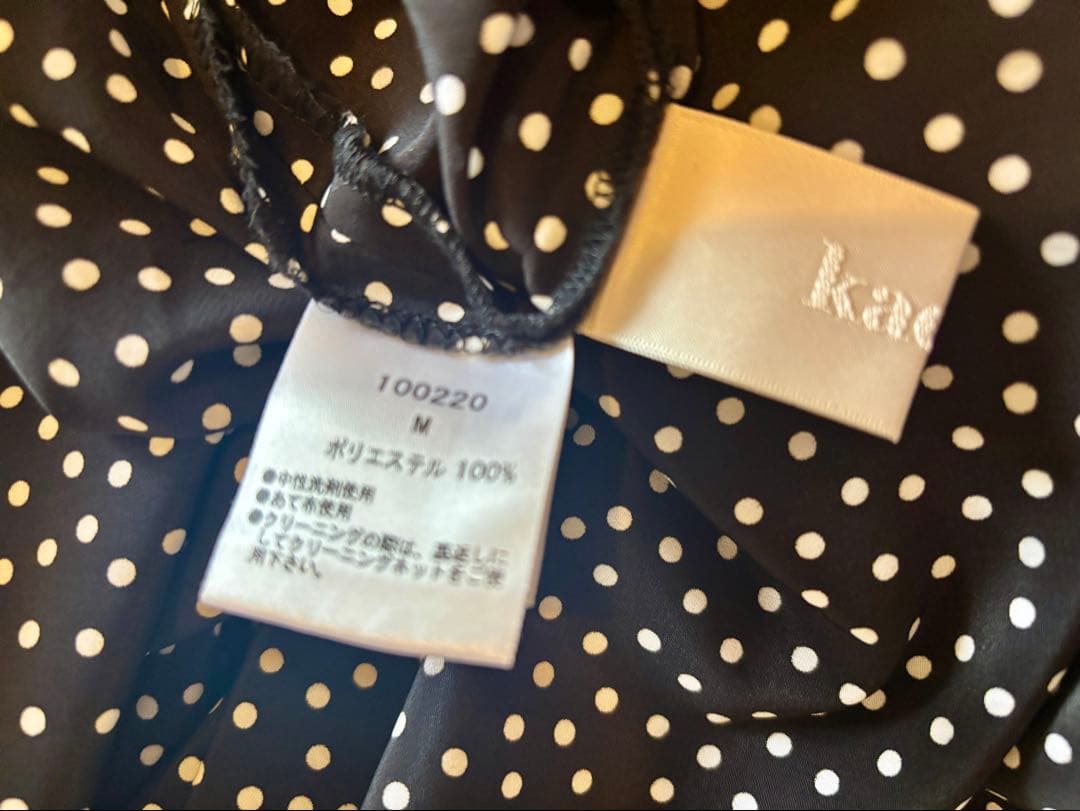 100220
M
ポリエステル 100%
●中性洗剤使用
●あて布使用
●クリーニングの際は、裏返しに
してクリーニングネットをご使
用下さい。
kae